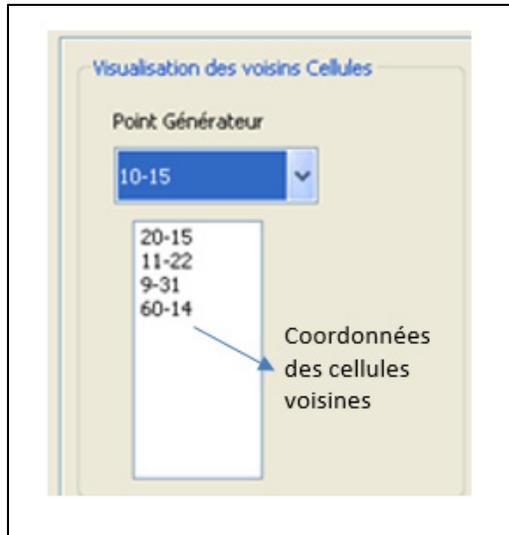 Visualisation des voisins Cellules
Point Générateur
10-15
20-15
11-22
9-31
60-14
Coordonnées
des cellules
voisines